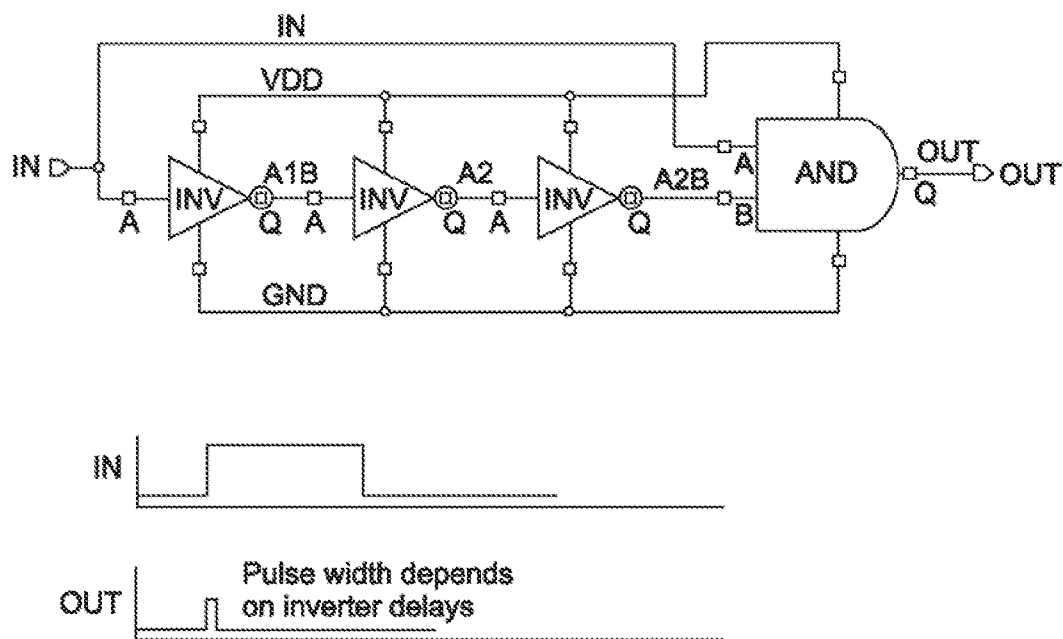 IN
VDD
IN
INV
A1B
INV
A2
INV
A2B
A
AND
OUT
OUT
A
Q
A
Q
A
Q
B
Q
GND
IN
OUT
Pulse width depends
on inverter delays